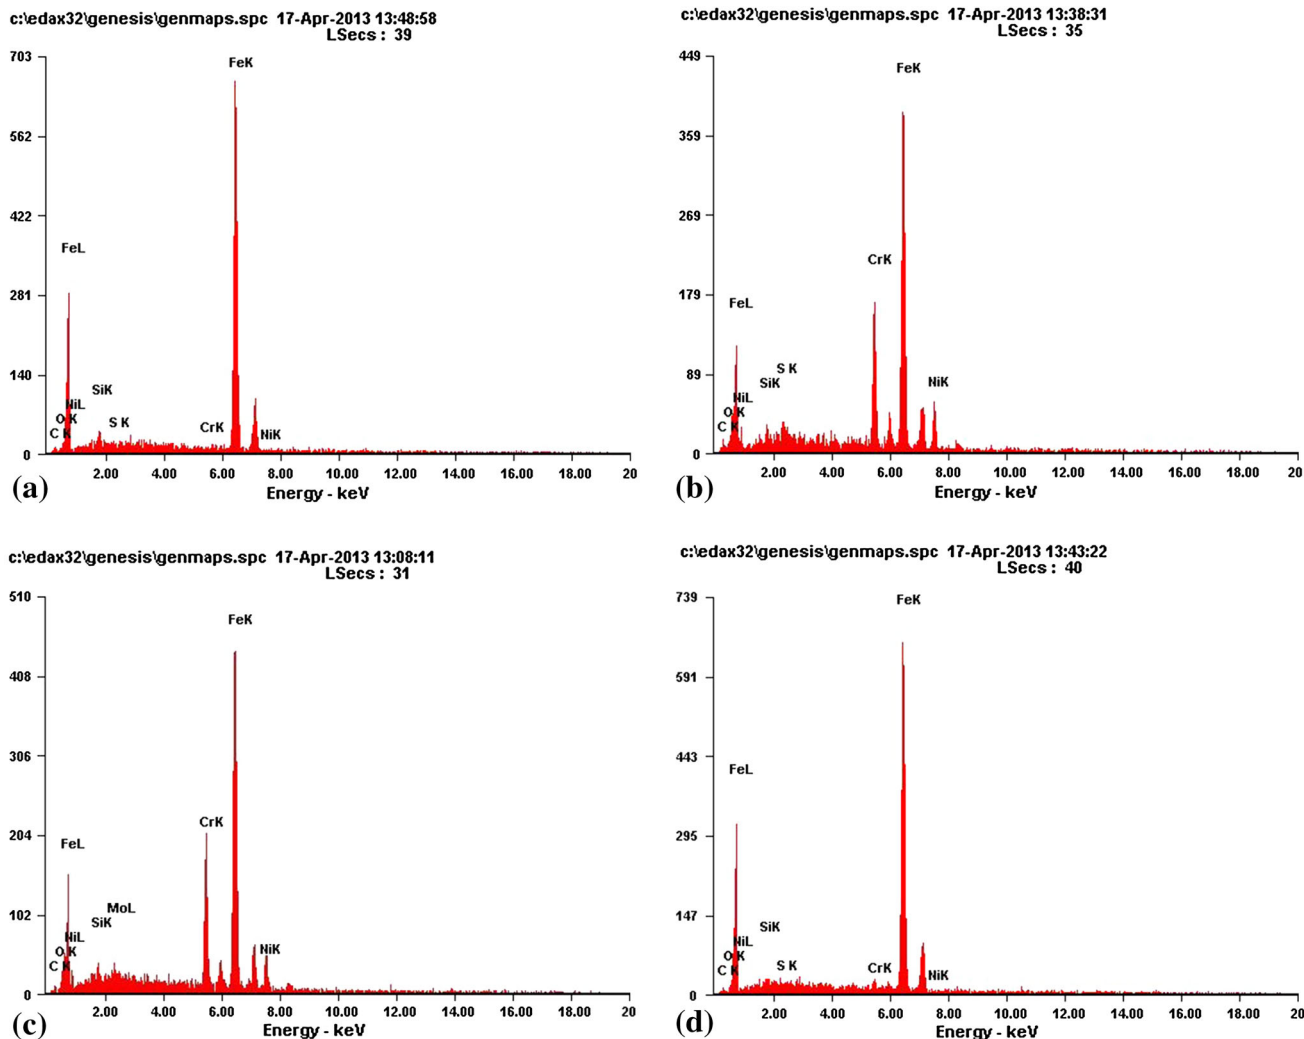 c:\edax32\genesis\genmaps.spc 17-Apr-2013 13:48:58
LSecs : 39
703
562
422
281
140
0
FeK
FeL
SiK
NiL
O K
C K
S K
CrK
NiK
2.00 4.00 6.00 8.00 10.00 12.00 14.00 16.00 18.00 20
Energy - keV
(a)
c:\edax32\genesis\genmaps.spc 17-Apr-2013 13:38:31
LSecs : 35
449
359
269
179
89
0
FeK
CrK
FeL
S K
SiK
NiK
NiL
O K
C K
2.00 4.00 6.00 8.00 10.00 12.00 14.00 16.00 18.00 20
Energy - keV
(b)
c:\edax32\genesis\genmaps.spc 17-Apr-2013 13:08:11
LSecs : 31
510
408
306
204
102
0
FeK
CrK
FeL
MoL
SiK
NiL
O K
C K
NiK
2.00 4.00 6.00 8.00 10.00 12.00 14.00 16.00 18.00 20
Energy - keV
(c)
c:\edax32\genesis\genmaps.spc 17-Apr-2013 13:43:22
LSecs : 40
739
591
443
295
147
0
FeK
FeL
SiK
NiL
O K
C K
S K
CrK
NiK
2.00 4.00 6.00 8.00 10.00 12.00 14.00 16.00 18.00 20
Energy - keV
(d)